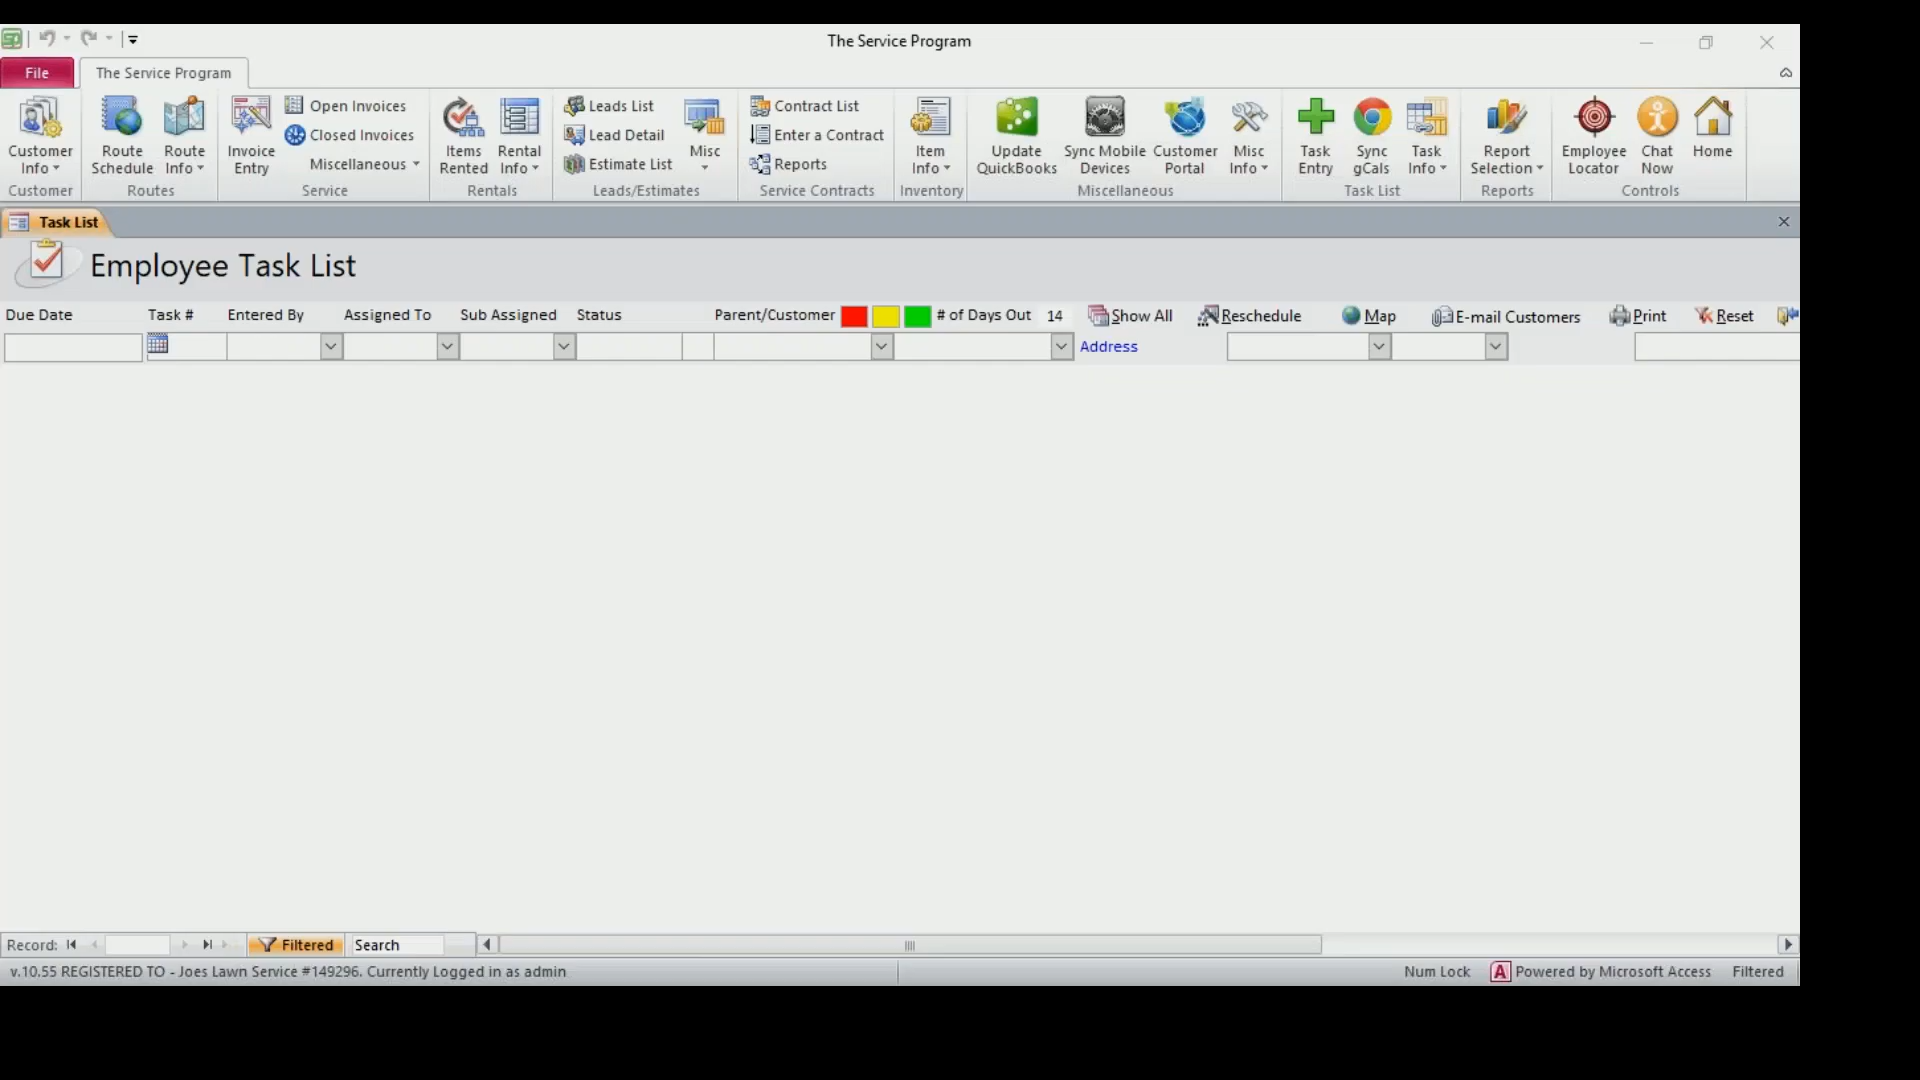 The Service Program
File The Service Program
Customer Info Route Schedule Route Info Invoice Entry Open Invoices Closed Invoices Miscellaneous Items Rented Rental Info Leads List Lead Detail Estimate List Misc Contract List Enter a Contract Reports Item Info Update QuickBooks Sync Mobile Devices Customer Portal Misc Info Task Entry Sync gCals Task Info Report Selection Employee Locator Chat Now Home
Customer Routes Service Rentals Leads/Estimates Service Contracts Inventory Miscellaneous Task List Reports Controls
Task List
Employee Task List
Due Date Task # Entered By Assigned To Sub Assigned Status Parent/Customer # of Days Out 14 Show All Reschedule Map E-mail Customers Print Reset
Address
Record: Filtered Search
v.10.55 REGISTERED TO - Joes Lawn Service #149296. Currently Logged in as admin Num Lock A Powered by Microsoft Access Filtered